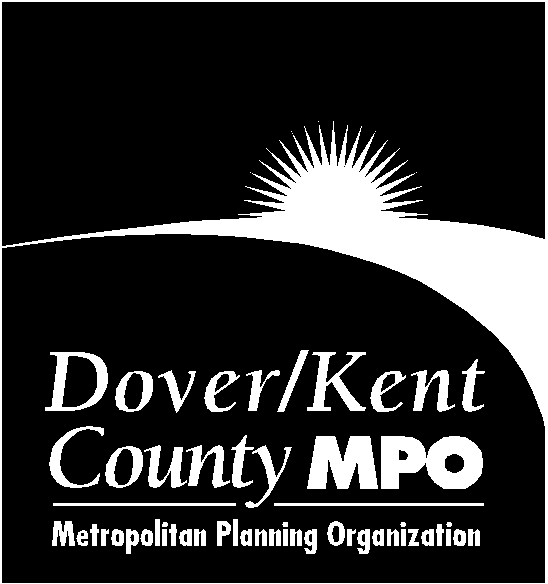 Dover/Kent
County MPO
Metropolitan Planning Organization